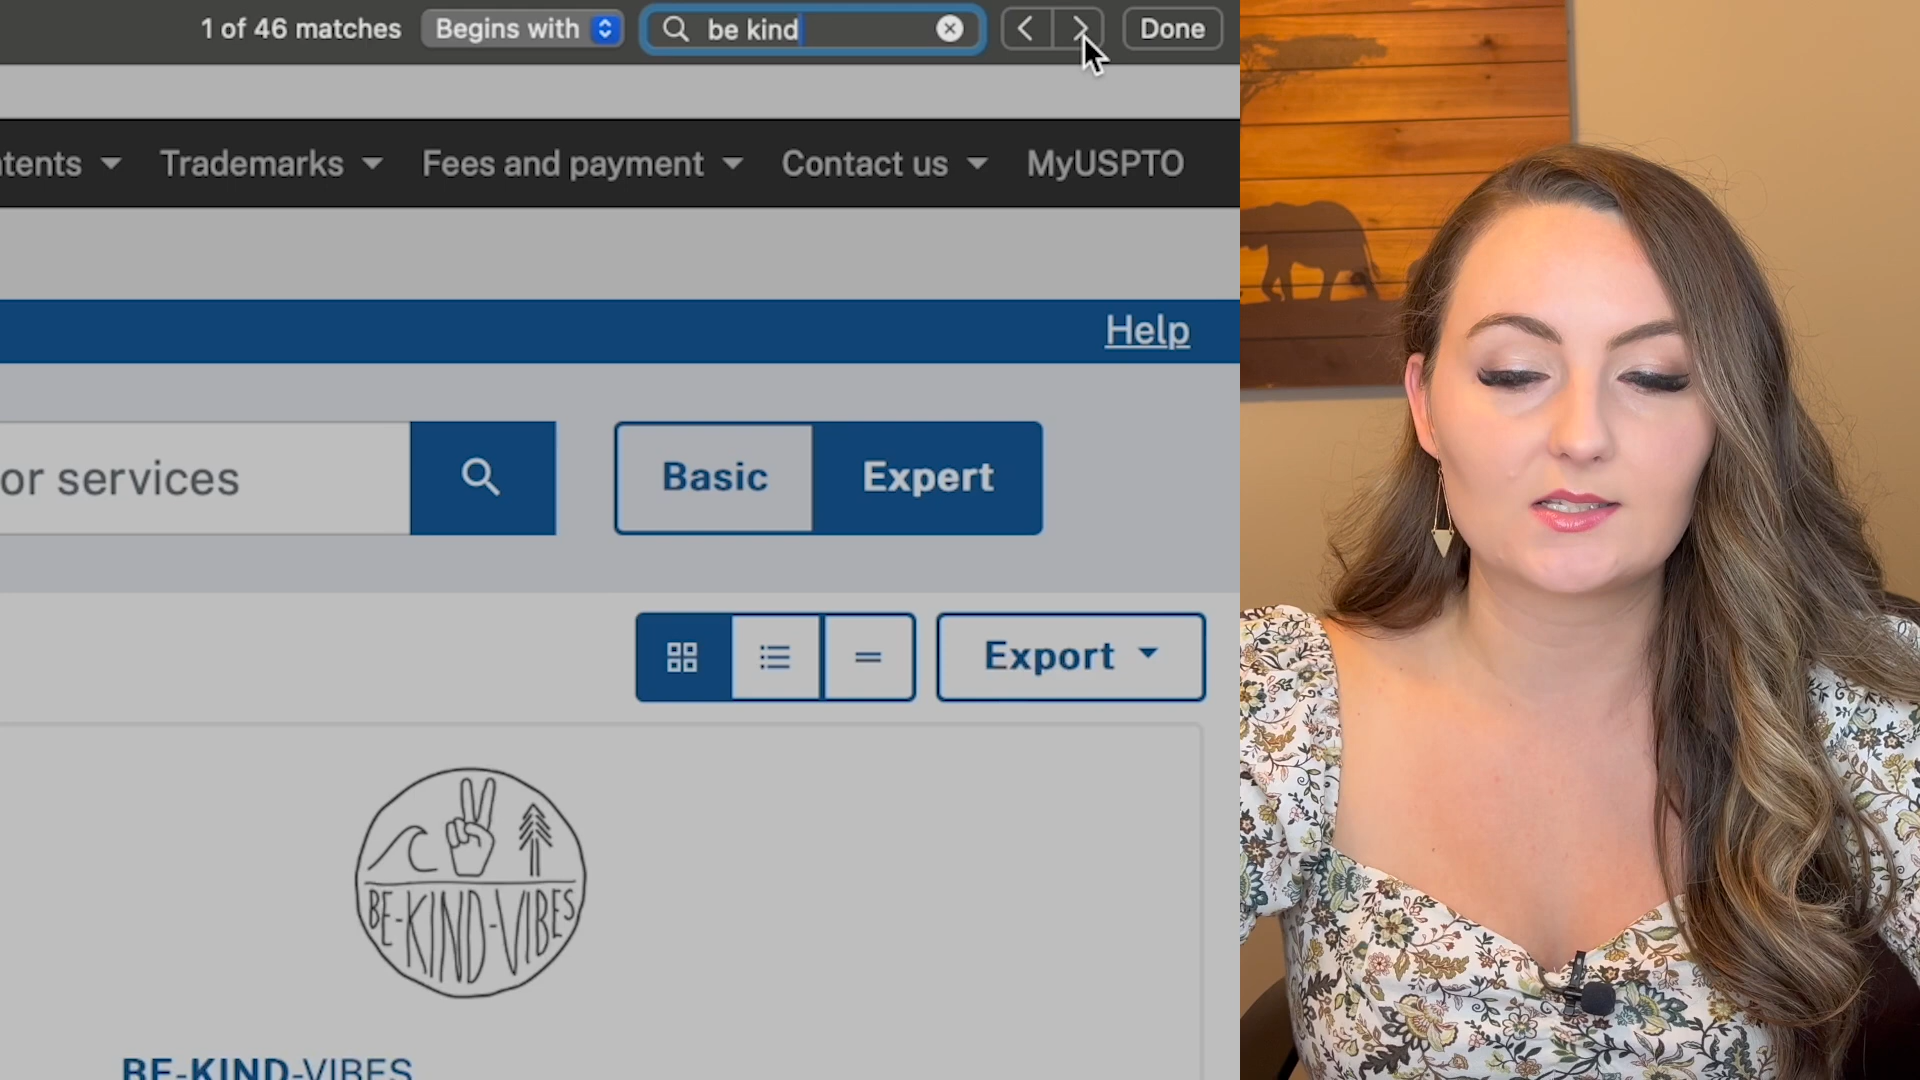 1 of 46 matches Begins with be kind Done
tents Trademarks Fees and payment Contact us MyUSPTO
Help
or services Basic Expert
Export
BE-KIND-VIBES
BE-KIND-VIBES